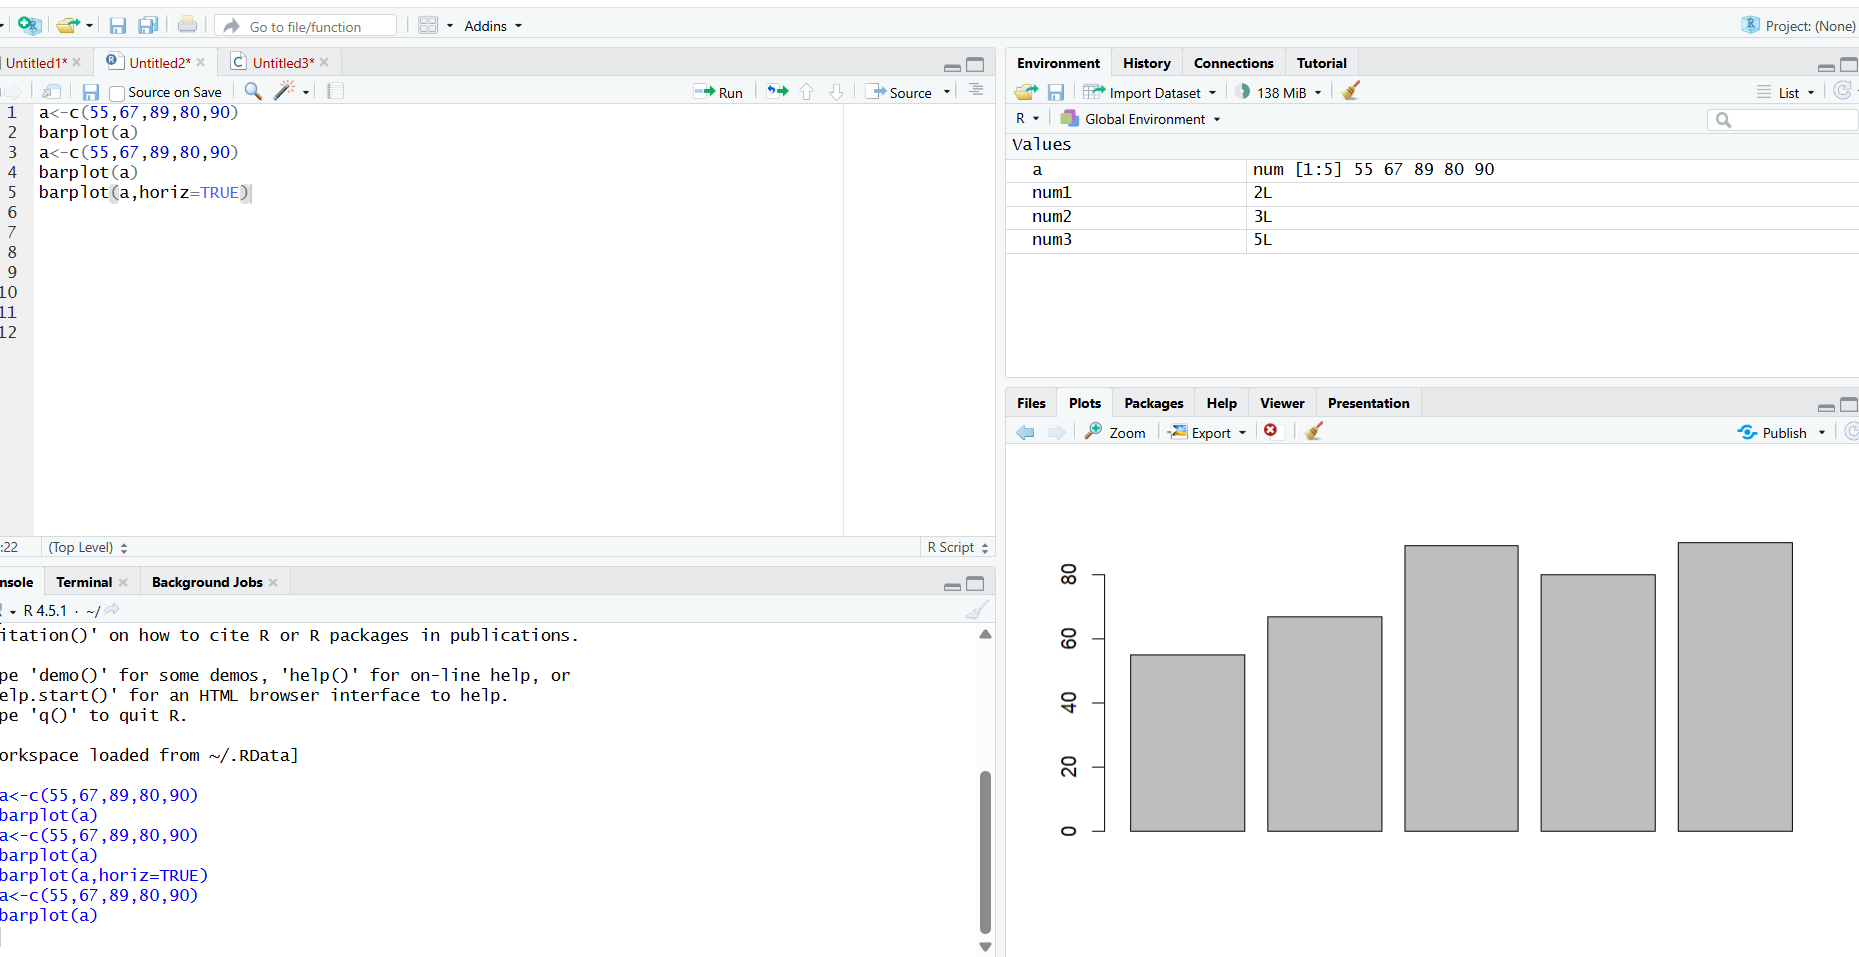 Go to file/function
Addins
Project: (None)
Untitled1*
Untitled2*
Untitled3*
Source on Save
Run
Source
1 a<-c(55,67,89,80,90)
2 barplot(a)
3 a<-c(55,67,89,80,90)
4 barplot(a)
5 barplot(a,horiz=TRUE)
6
7
8
9
10
11
12
:22
(Top Level)
R Script
nsole
Terminal
Background Jobs
R 4.5.1 · ~/
itation()' on how to cite R or R packages in publications.
pe 'demo()' for some demos, 'help()' for on-line help, or
elp.start()' for an HTML browser interface to help.
pe 'q()' to quit R.
orkspace loaded from ~/.RData]
a<-c(55,67,89,80,90)
barplot(a)
a<-c(55,67,89,80,90)
barplot(a)
barplot(a,horiz=TRUE)
a<-c(55,67,89,80,90)
barplot(a)
Environment
History
Connections
Tutorial
Import Dataset
138 MiB
List
R
Global Environment
Values
a num [1:5] 55 67 89 80 90
num1 2L
num2 3L
num3 5L
Files
Plots
Packages
Help
Viewer
Presentation
Zoom
Export
Publish
80
60
40
20
0